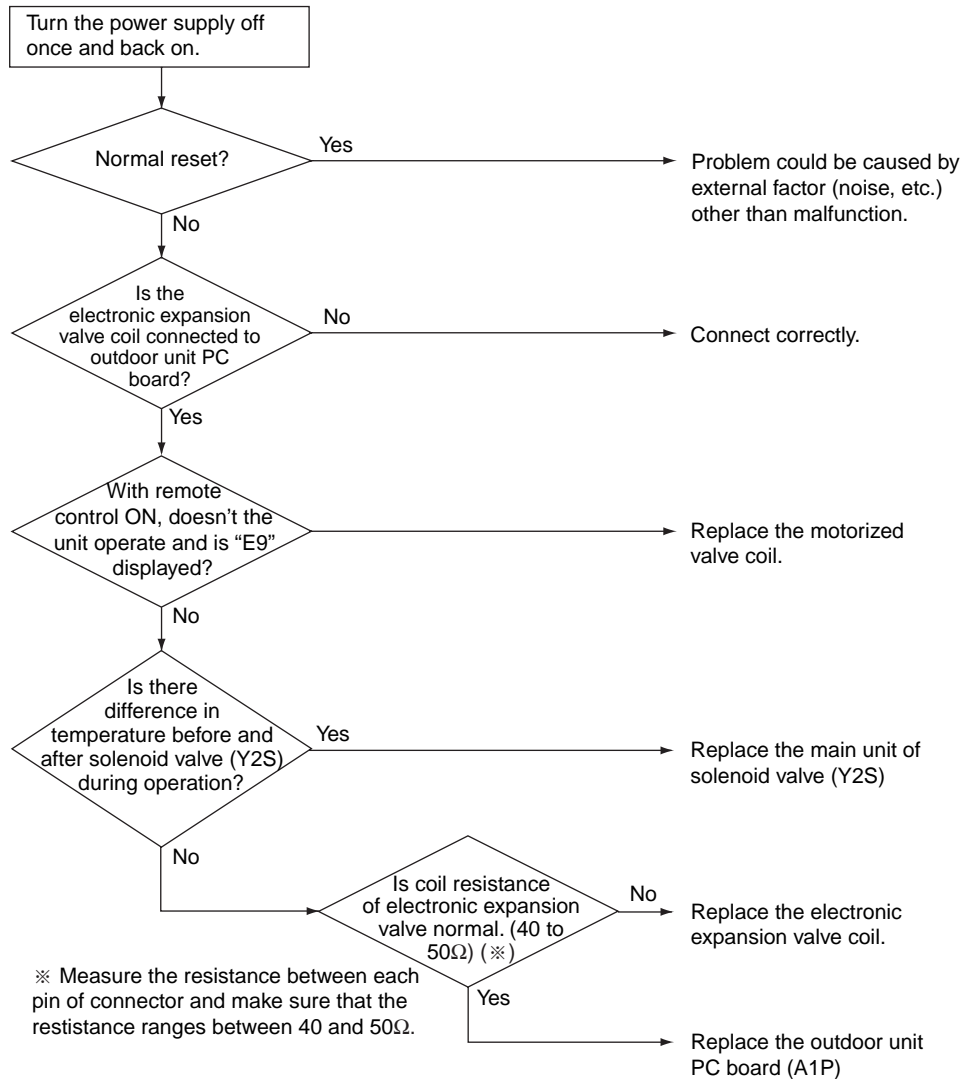 Turn the power supply off
once and back on.
Normal reset?
Yes
Problem could be caused by
external factor (noise, etc.)
other than malfunction.
No
Is the
electronic expansion
valve coil connected to
outdoor unit PC
board?
No
Connect correctly.
Yes
With remote
control ON, doesn't the
unit operate and is “E9”
displayed?
Replace the motorized
valve coil.
No
Is there
difference in
temperature before and
after solenoid valve (Y2S)
during operation?
Yes
Replace the main unit of
solenoid valve (Y2S)
No
Is coil resistance
of electronic expansion
valve normal. (40 to
50Ω) (※)
No
Replace the electronic
expansion valve coil.
※ Measure the resistance between each
pin of connector and make sure that the
restistance ranges between 40 and 50Ω.
Yes
Replace the outdoor unit
PC board (A1P)